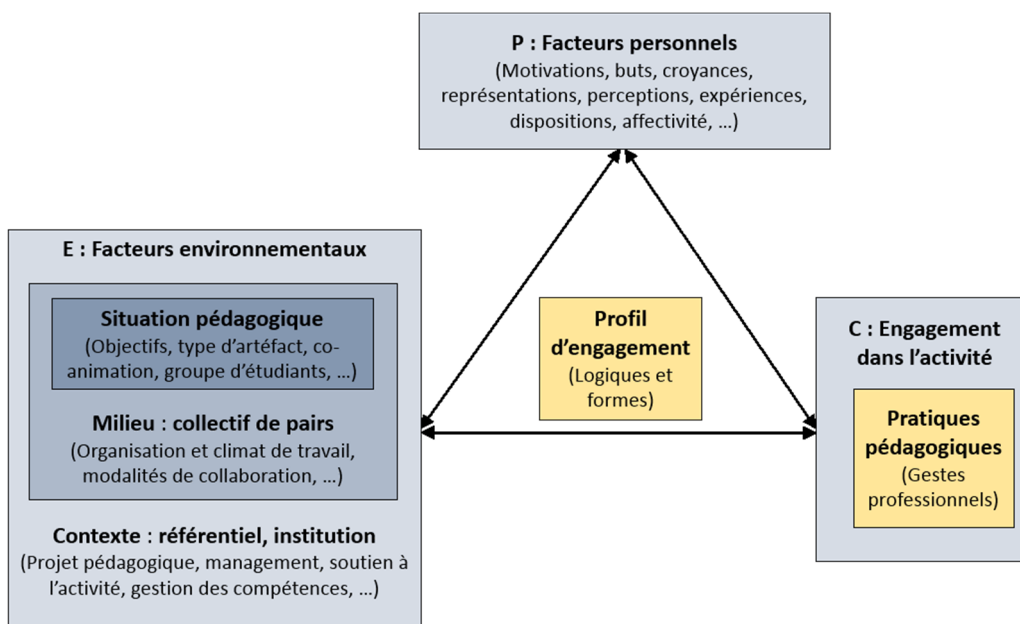 P : Facteurs personnels
(Motivations, buts, croyances,
représentations, perceptions, expériences,
dispositions, affectivité, …)
E : Facteurs environnementaux
Situation pédagogique
(Objectifs, type d’artéfact, co-
animation, groupe d’étudiants, …)
Milieu : collectif de pairs
(Organisation et climat de travail,
modalités de collaboration, …)
Contexte : référentiel, institution
(Projet pédagogique, management, soutien à
l’activité, gestion des compétences, …)
Profil
d’engagement
(Logiques et
formes)
C : Engagement
dans l’activité
Pratiques
pédagogiques
(Gestes
professionnels)